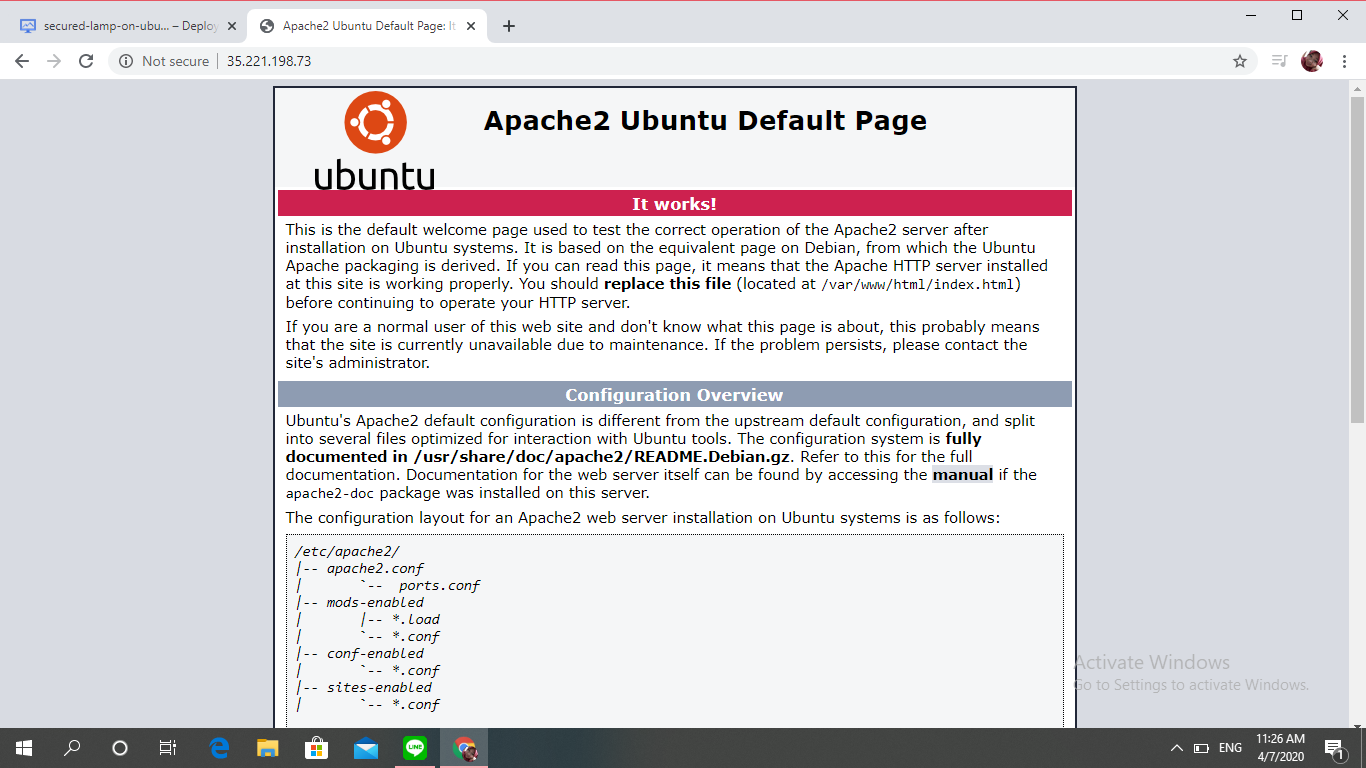 secured-lamp-on-ubu... – Deploy
Apache2 Ubuntu Default Page: It
Not secure
35.221.198.73
ubuntu
Apache2 Ubuntu Default Page
It works!
This is the default welcome page used to test the correct operation of the Apache2 server after
installation on Ubuntu systems. It is based on the equivalent page on Debian, from which the Ubuntu
Apache packaging is derived. If you can read this page, it means that the Apache HTTP server installed
at this site is working properly. You should replace this file (located at /var/www/html/index.html)
before continuing to operate your HTTP server.
If you are a normal user of this web site and don't know what this page is about, this probably means
that the site is currently unavailable due to maintenance. If the problem persists, please contact the
site's administrator.
Configuration Overview
Ubuntu's Apache2 default configuration is different from the upstream default configuration, and split
into several files optimized for interaction with Ubuntu tools. The configuration system is fully
documented in /usr/share/doc/apache2/README.Debian.gz. Refer to this for the full
documentation. Documentation for the web server itself can be found by accessing the manual if the
apache2-doc package was installed on this server.
The configuration layout for an Apache2 web server installation on Ubuntu systems is as follows:
/etc/apache2/
|-- apache2.conf
|       `--  ports.conf
|-- mods-enabled
|       |-- *.load
|       `-- *.conf
|-- conf-enabled
|       `-- *.conf
|-- sites-enabled
|       `-- *.conf
Activate Windows
Go to Settings to activate Windows.
LINE
ENG
11:26 AM
4/7/2020
1